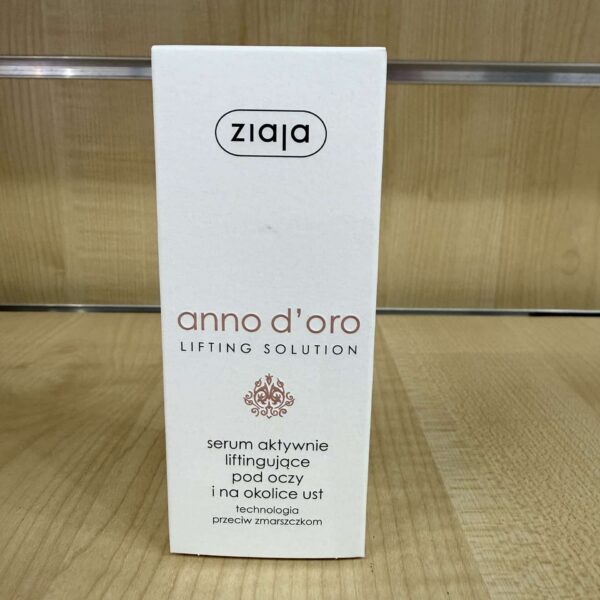 ziaja
anno d'oro
LIFTING SOLUTION
serum aktywnie
liftingujące
pod oczy
i na okolice ust
technologia
przeciw zmarszczkom